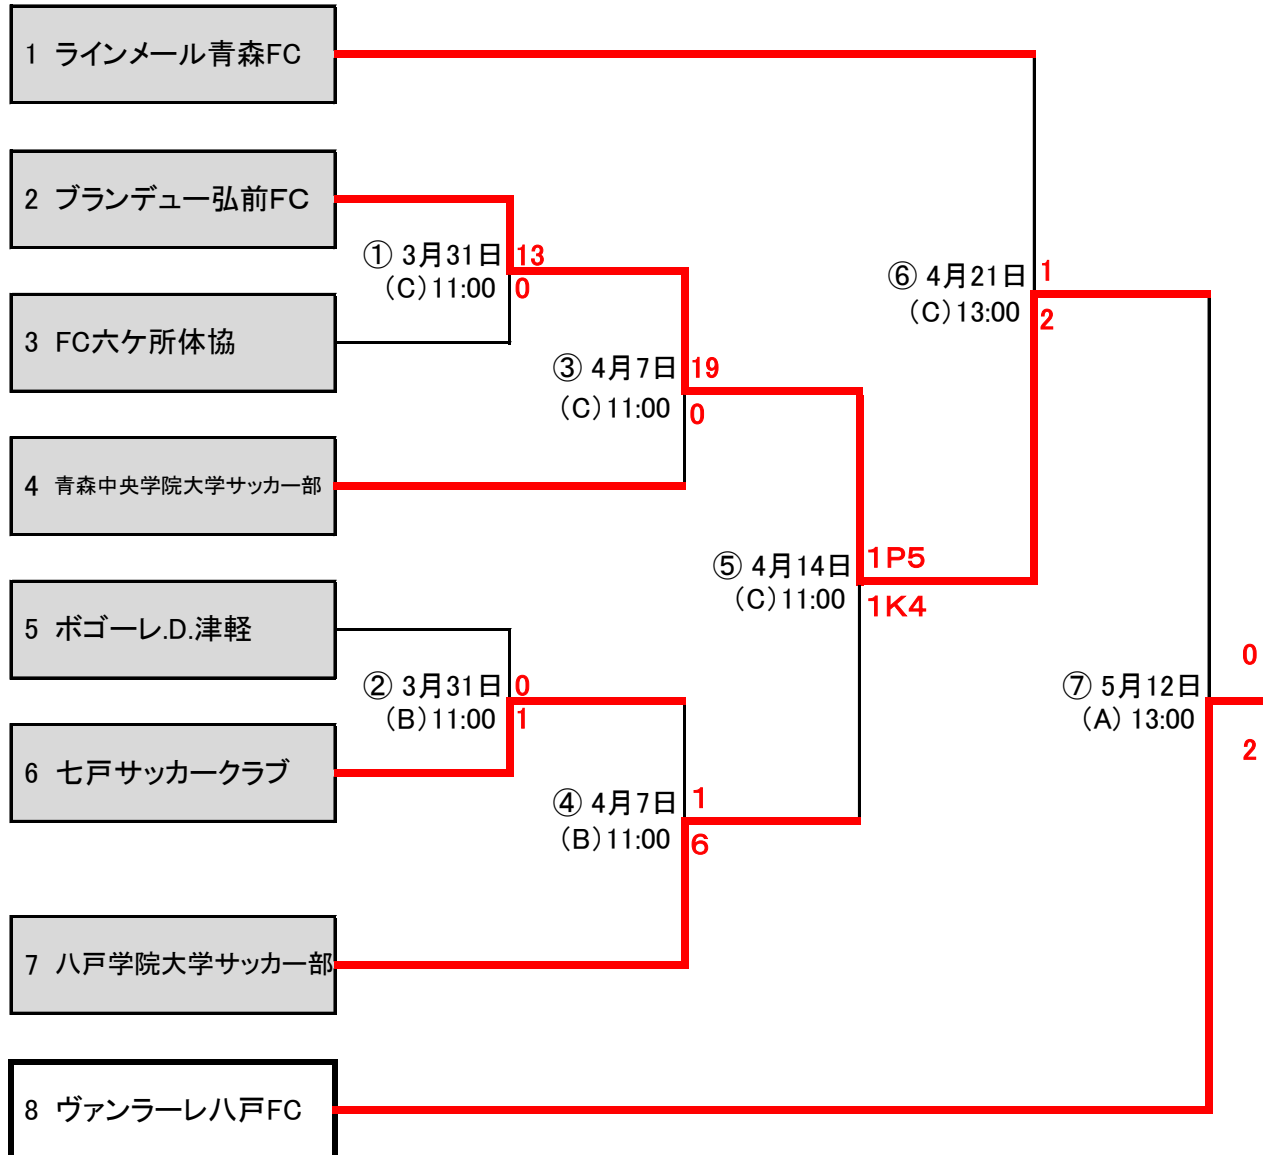 1 ラインメール青森FC
2 ブランデュー弘前FC
① 3月31日 13
(C)11:00 0
⑥ 4月21日 1
(C)13:00 2
3 FC六ケ所体協
③ 4月7日 19
(C)11:00 0
4 青森中央学院大学サッカー部
⑤ 4月14日 1P5
(C)11:00 1K4
5 ボゴーレ.D.津軽
② 3月31日 0
(B)11:00 1
0
⑦ 5月12日
(A) 13:00
2
6 七戸サッカークラブ
④ 4月7日 1
(B)11:00 6
7 八戸学院大学サッカー部
8 ヴァンラーレ八戸FC